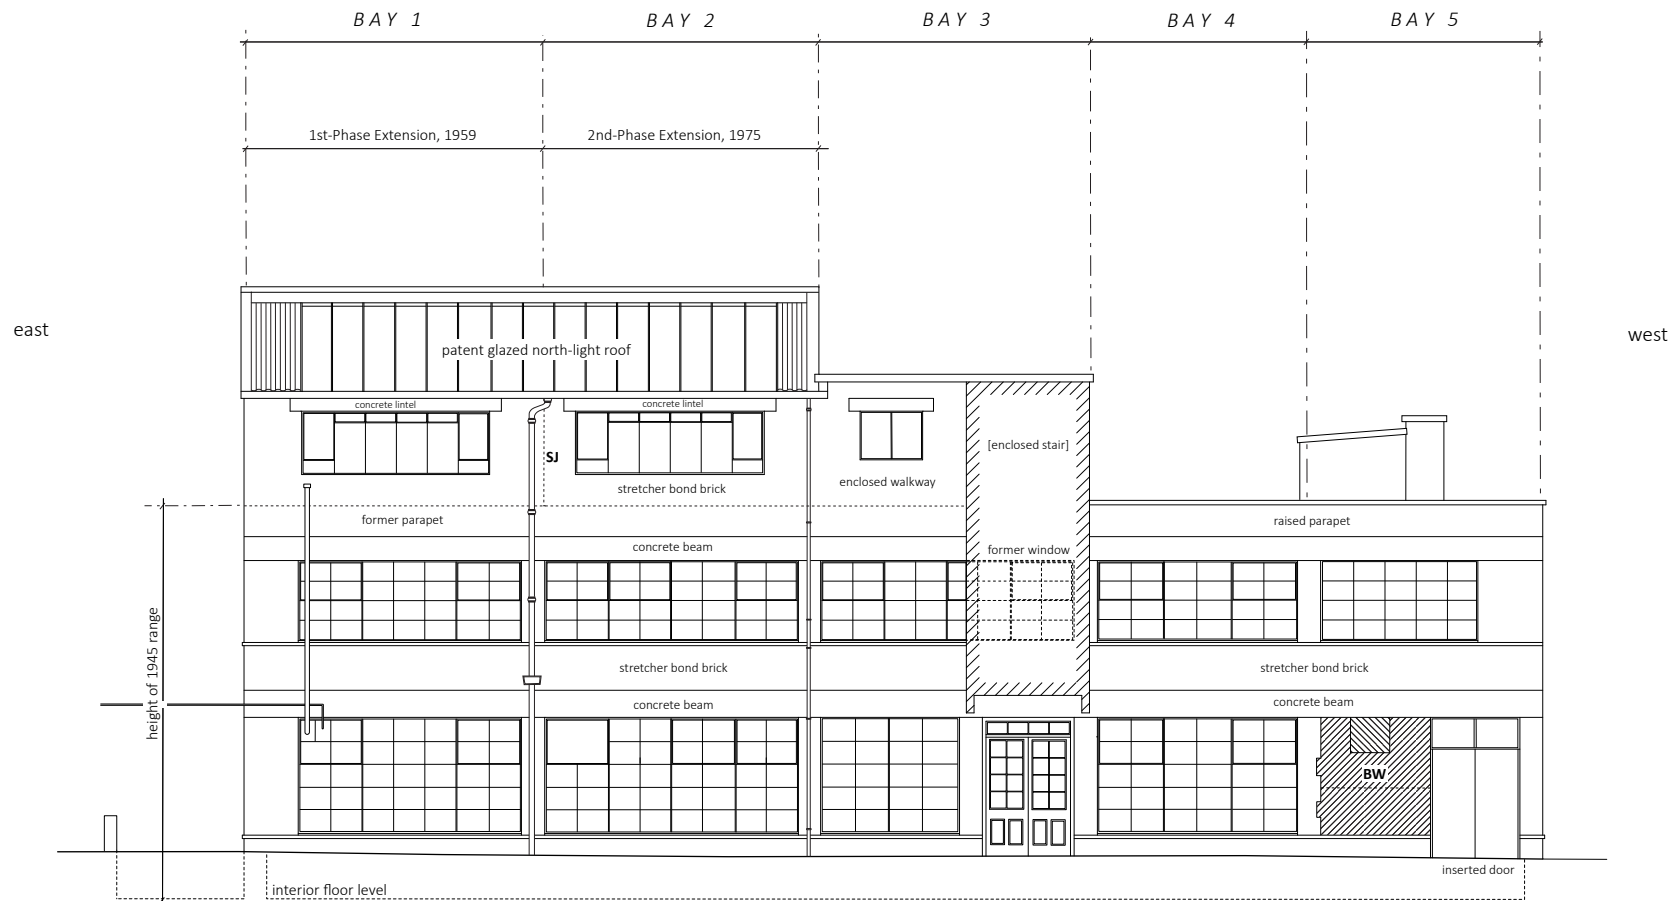 BAY 1
BAY 2
BAY 3
BAY 4
BAY 5
1st-Phase Extension, 1959
2nd-Phase Extension, 1975
east
west
patent glazed north-light roof
concrete lintel
concrete lintel
[enclosed stair]
SJ
enclosed walkway
stretcher bond brick
former parapet
raised parapet
concrete beam
former window
height of 1945 range
stretcher bond brick
stretcher bond brick
concrete beam
concrete beam
BW
inserted door
interior floor level